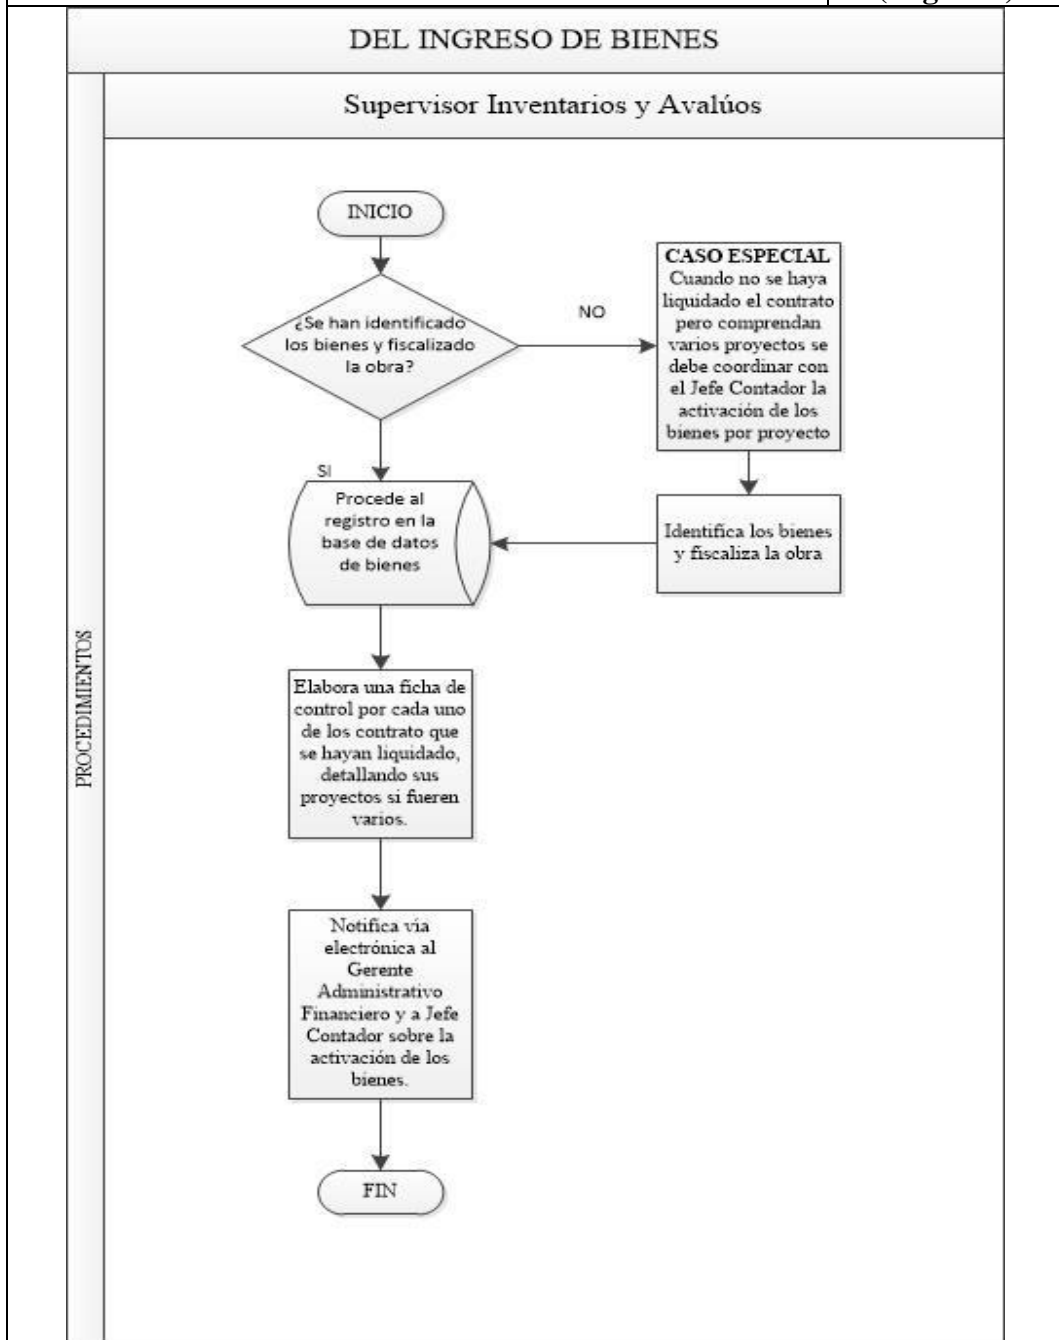 DEL INGRESO DE BIENES
Supervisor Inventarios y Avalúos
PROCEDIMIENTOS
INICIO
¿Se han identificado
los bienes y fiscalizado
la obra?
NO
CASO ESPECIAL
Cuando no se haya
liquidado el contrato
pero comprendan
varios proyectos se
debe coordinar con
el Jefe Contador la
activación de los
bienes por proyecto
SI
Procede al
registro en la
base de datos
de bienes
Identifica los bienes
y fiscaliza la obra
Elabora una ficha de
control por cada uno
de los contrato que
se hayan liquidado,
detallando sus
proyectos si fueren
varios.
Notifica vía
electrónica al
Gerente
Administrativo
Financiero y a Jefe
Contador sobre la
activación de los
bienes.
FIN